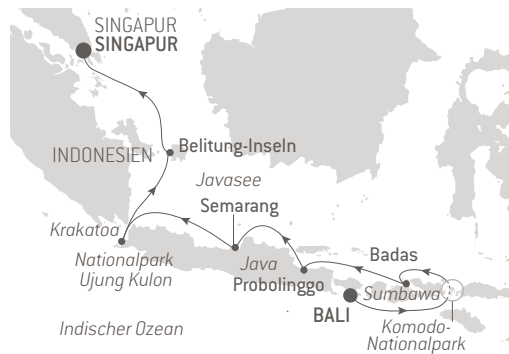 SINGAPUR
SINGAPUR
Belitung-Inseln
INDONESIEN
Javasee
Semarang
Krakatoa
Nationalpark
Ujung Kulon
Java
Probolinggo
Badas
Sumbawa
BALI
Komodo-
Nationalpark
Indischer Ozean